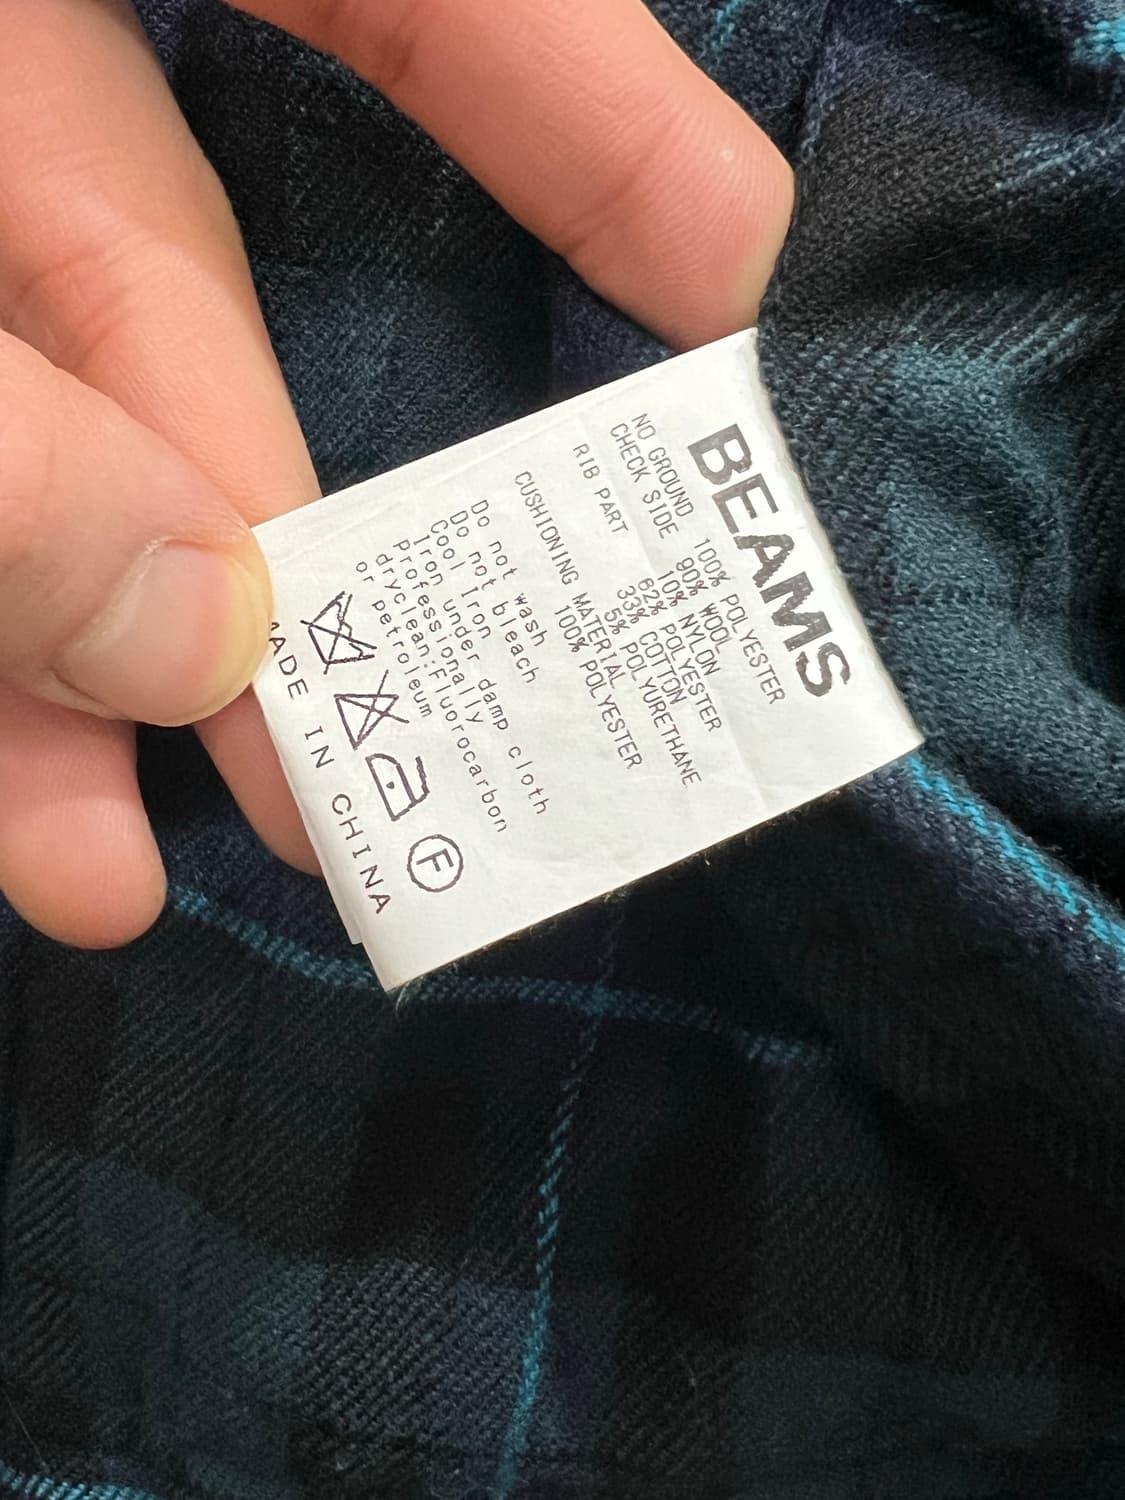 BEAMS
NO GROUND 100% POLYESTER
CHECK SIDE 90% WOOL
10% NYLON
RIB PART 62% POLYESTER
33% COTTON
5% POLYURETHANE
CUSHIONING MATERIAL
100% POLYESTER
Do not wash
Do not bleach
Cool Iron
Iron under damp cloth
Professionally
dryclean:Fluorocarbon
or petroleum
F
MADE IN CHINA